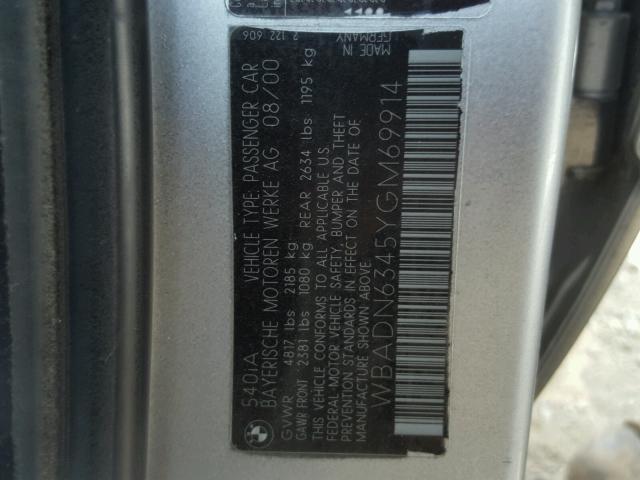 540iA VEHICLE TYPE: PASSENGER CAR
BAYERISCHE MOTOREN WERKE AG 08/00
GVWR 4817 lbs 2185 kg
GAWR FRONT 2381 lbs 1080 kg REAR 2634 lbs 1195 kg
THIS VEHICLE CONFORMS TO ALL APPLICABLE U.S.
FEDERAL MOTOR VEHICLE SAFETY, BUMPER AND THEFT
PREVENTION STANDARDS IN EFFECT ON THE DATE OF
MANUFACTURE SHOWN ABOVE.
WBADN6345YGM69914
2 122 606
MADE IN
GERMANY